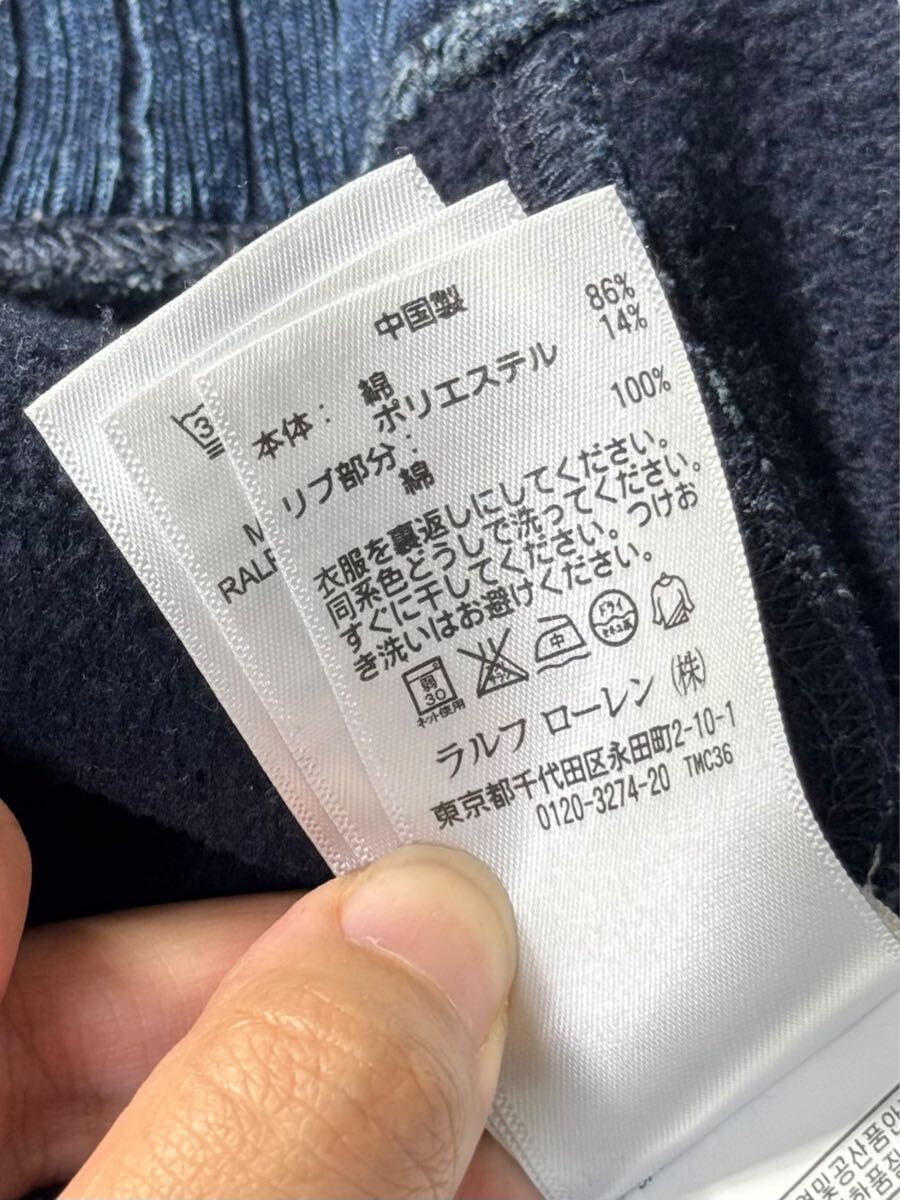 中国製
本体: 綿 86%
ポリエステル 14%
リブ部分:
綿 100%
衣服を裏返しにしてください。
同系色どうしで洗ってください。
すぐに干してください。つけお
き洗いはお避けください。
弱
30
ネット使用
中
ドライ
ラルフ ローレン (株)
東京都千代田区永田町2-10-1
0120-3274-20 TMC36
3
M
RALP
공산품안